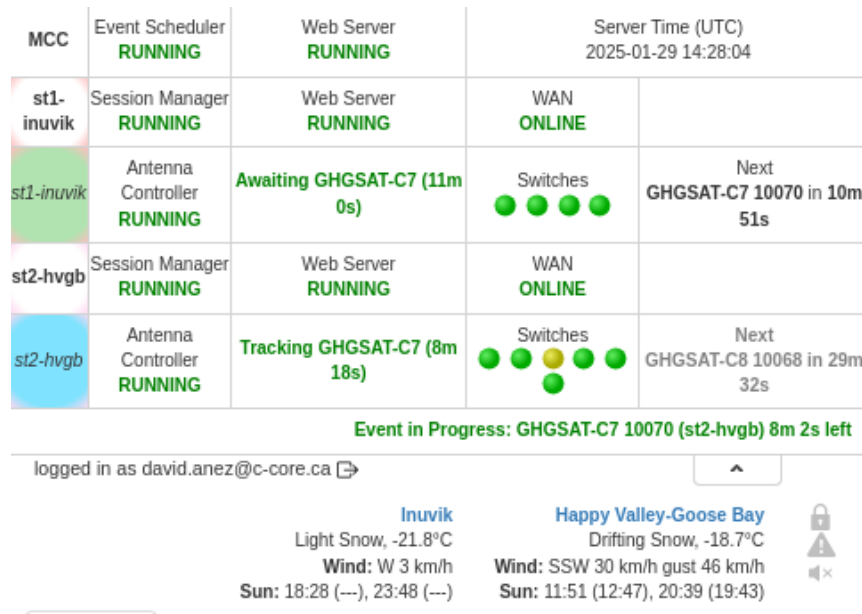 MCC
Event Scheduler
RUNNING
Web Server
RUNNING
Server Time (UTC)
2025-01-29 14:28:04
st1-
inuvik
Session Manager
RUNNING
Web Server
RUNNING
WAN
ONLINE
st1-inuvik
Antenna
Controller
RUNNING
Awaiting GHGSAT-C7 (11m
0s)
Switches
Next
GHGSAT-C7 10070 in 10m
51s
st2-hvgb
Session Manager
RUNNING
Web Server
RUNNING
WAN
ONLINE
st2-hvgb
Antenna
Controller
RUNNING
Tracking GHGSAT-C7 (8m
18s)
Switches
Next
GHGSAT-C8 10068 in 29m
32s
Event in Progress: GHGSAT-C7 10070 (st2-hvgb) 8m 2s left
logged in as david.anez@c-core.ca
Inuvik
Light Snow, -21.8°C
Wind: W 3 km/h
Sun: 18:28 (---), 23:48 (---)
Happy Valley-Goose Bay
Drifting Snow, -18.7°C
Wind: SSW 30 km/h gust 46 km/h
Sun: 11:51 (12:47), 20:39 (19:43)